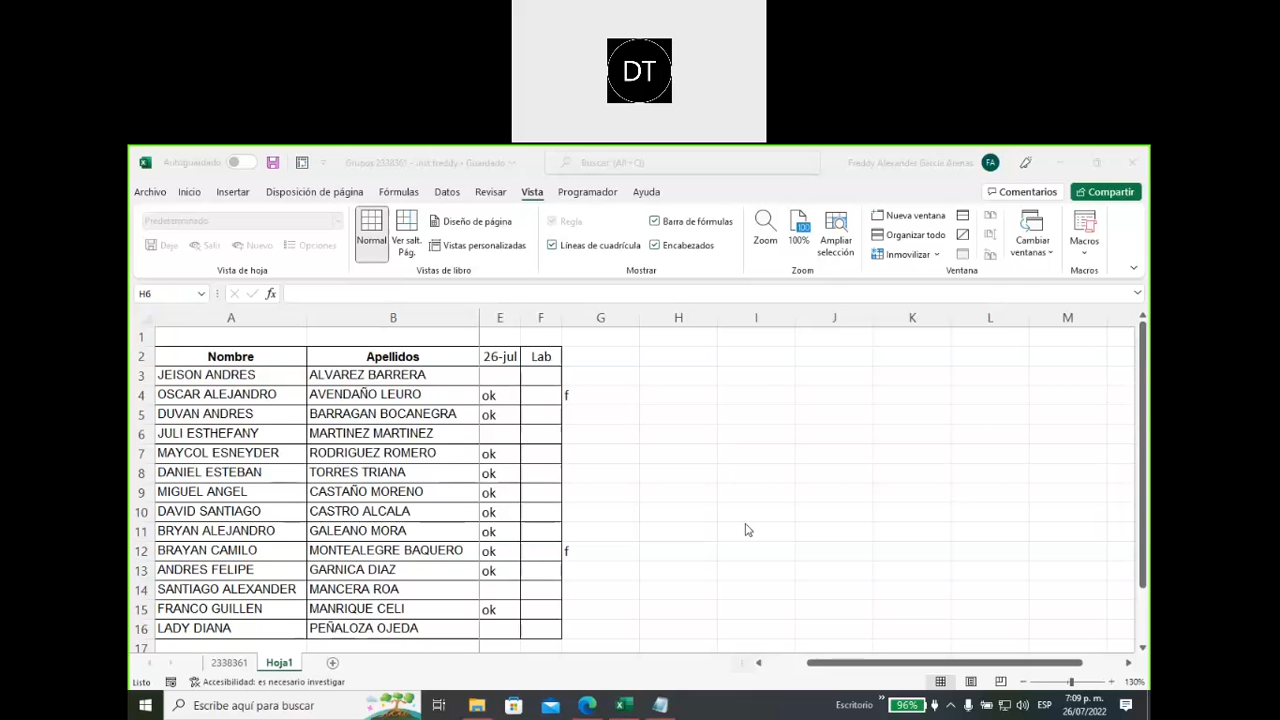 DT
Autoguardado
Grupos 2338361 - inst.freddy • Guardado
Buscar (Alt+Q)
Freddy Alexander Garcia Arenas
FA
Archivo Inicio Insertar Disposición de página Fórmulas Datos Revisar Vista Programador Ayuda
Comentarios Compartir
Predeterminado
Deje Salir Nuevo Opciones
Vista de hoja
Normal
Ver salt. Pág.
Diseño de página
Vistas personalizadas
Vistas de libro
Regla Barra de fórmulas
Líneas de cuadrícula Encabezados
Mostrar
Zoom
100%
Ampliar selección
Zoom
Nueva ventana
Organizar todo
Inmovilizar
Cambiar ventanas
Ventana
Macros
Macros
H6 fx
A B E F G H I J K L M
1
2 Nombre Apellidos 26-jul Lab
3 JEISON ANDRES ALVAREZ BARRERA
4 OSCAR ALEJANDRO AVENDAÑO LEURO ok f
5 DUVAN ANDRES BARRAGAN BOCANEGRA ok
6 JULI ESTHEFANY MARTINEZ MARTINEZ
7 MAYCOL ESNEYDER RODRIGUEZ ROMERO ok
8 DANIEL ESTEBAN TORRES TRIANA ok
9 MIGUEL ANGEL CASTAÑO MORENO ok
10 DAVID SANTIAGO CASTRO ALCALA ok
11 BRYAN ALEJANDRO GALEANO MORA ok
12 BRAYAN CAMILO MONTEALEGRE BAQUERO ok f
13 ANDRES FELIPE GARNICA DIAZ ok
14 SANTIAGO ALEXANDER MANCERA ROA
15 FRANCO GUILLEN MANRIQUE CELI ok
16 LADY DIANA PEÑALOZA OJEDA
17
2338361 Hoja1
Listo Accesibilidad: es necesario investigar 130%
Escribe aquí para buscar Escritorio 96% ESP 7:09 p. m.
26/07/2022